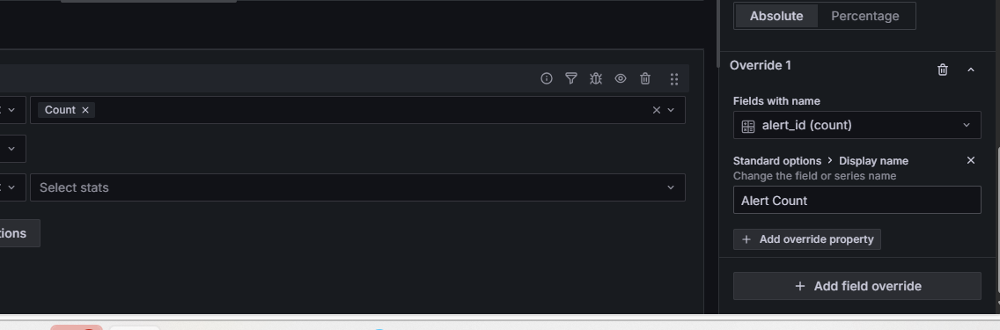 Absolute Percentage
Override 1
Fields with name
Count
alert_id (count)
Standard options > Display name
Change the field or series name
Select stats
Alert Count
tions
+ Add override property
+ Add field override